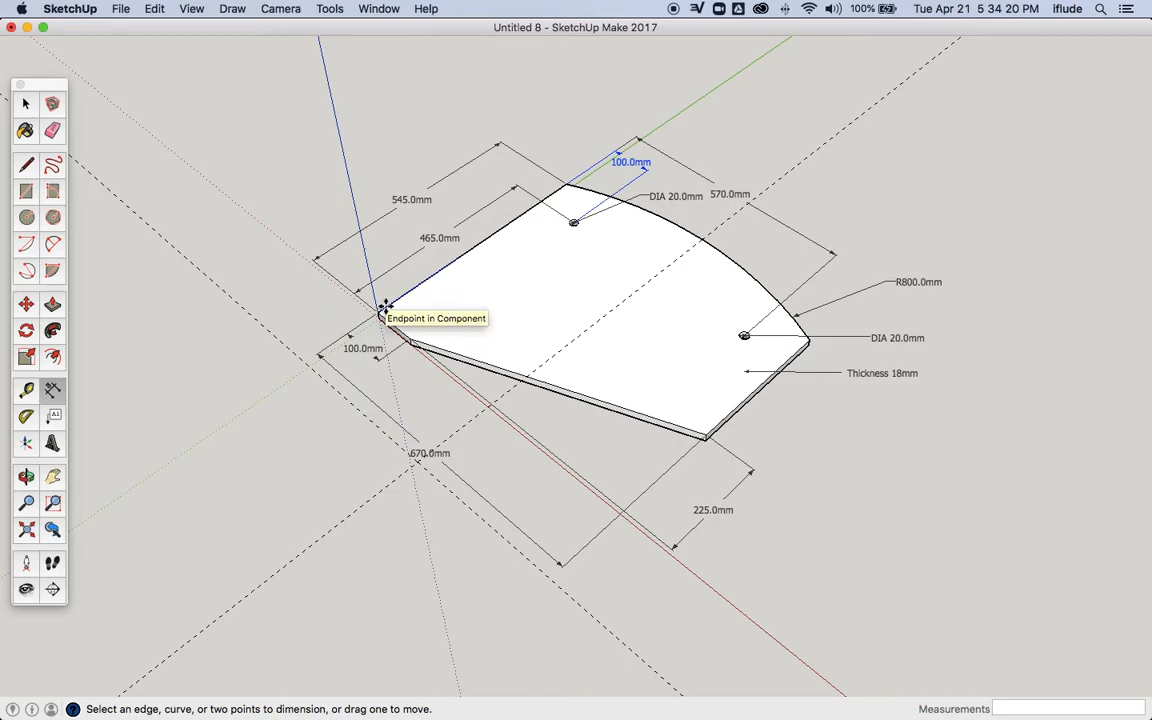 SketchUp File Edit View Draw Camera Tools Window Help
100% Tue Apr 21 5:34:20 PM iflude
Untitled 8 - SketchUp Make 2017
100.0mm
545.0mm
DIA 20.0mm
570.0mm
465.0mm
R800.0mm
Endpoint in Component
DIA 20.0mm
100.0mm
Thickness 18mm
A1
670.0mm
225.0mm
Select an edge, curve, or two points to dimension, or drag one to move.
Measurements